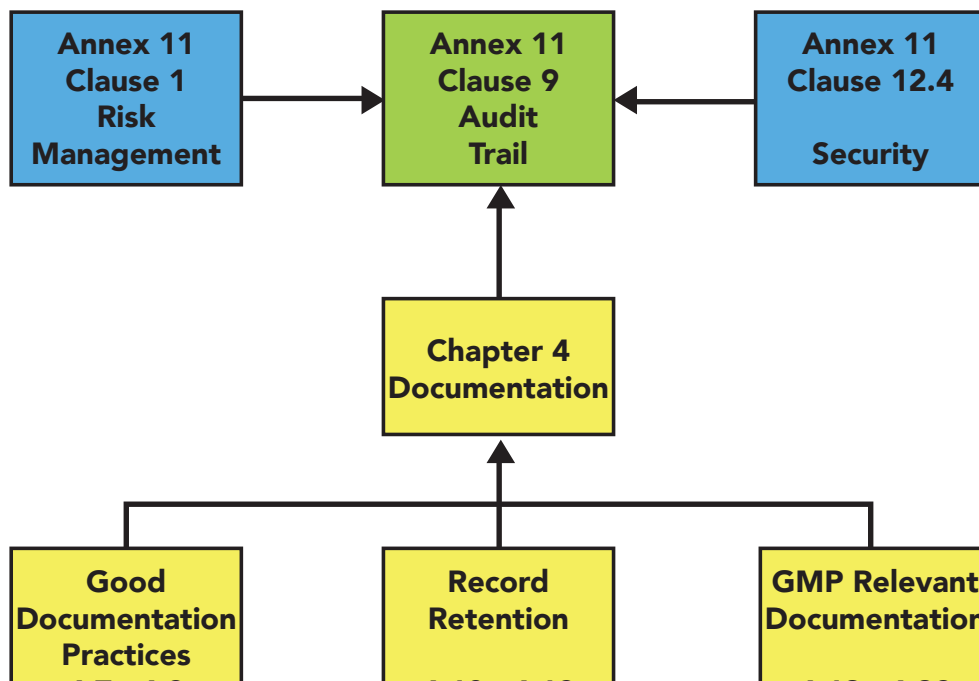 Annex 11
Clause 1
Risk
Management
Annex 11
Clause 9
Audit
Trail
Annex 11
Clause 12.4
Security
Chapter 4
Documentation
Good
Documentation
Practices
Record
Retention
GMP Relevant
Documentation